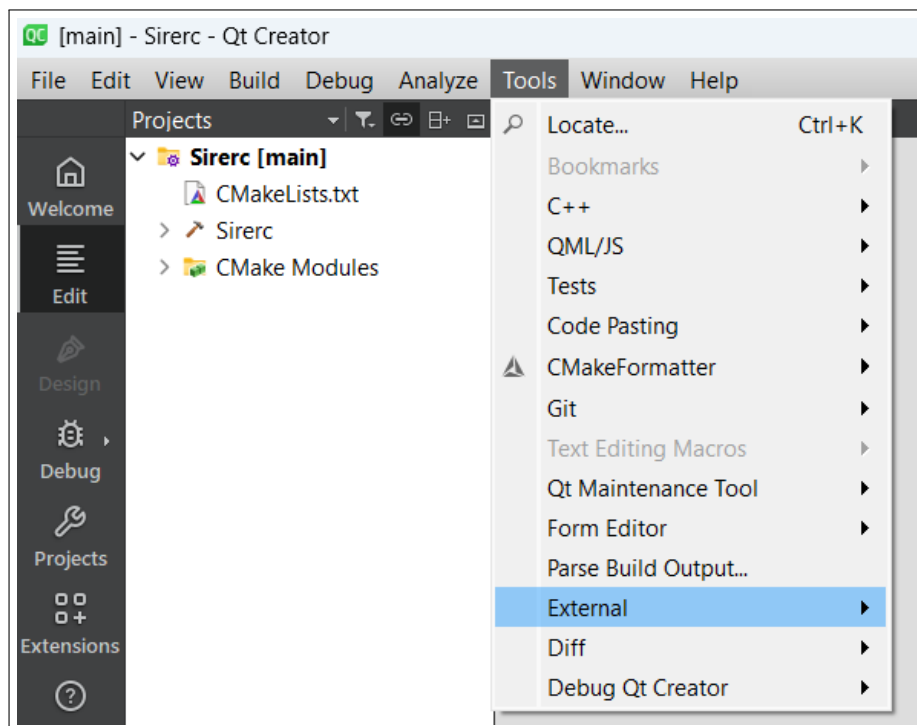 QC [main] - Sirerc - Qt Creator
File Edit View Build Debug Analyze Tools Window Help
Projects
Sirerc [main]
CMakeLists.txt
Sirerc
CMake Modules
Welcome
Edit
Design
Debug
Projects
Extensions
?
Locate... Ctrl+K
Bookmarks
C++
QML/JS
Tests
Code Pasting
CMakeFormatter
Git
Text Editing Macros
Qt Maintenance Tool
Form Editor
Parse Build Output...
External
Diff
Debug Qt Creator